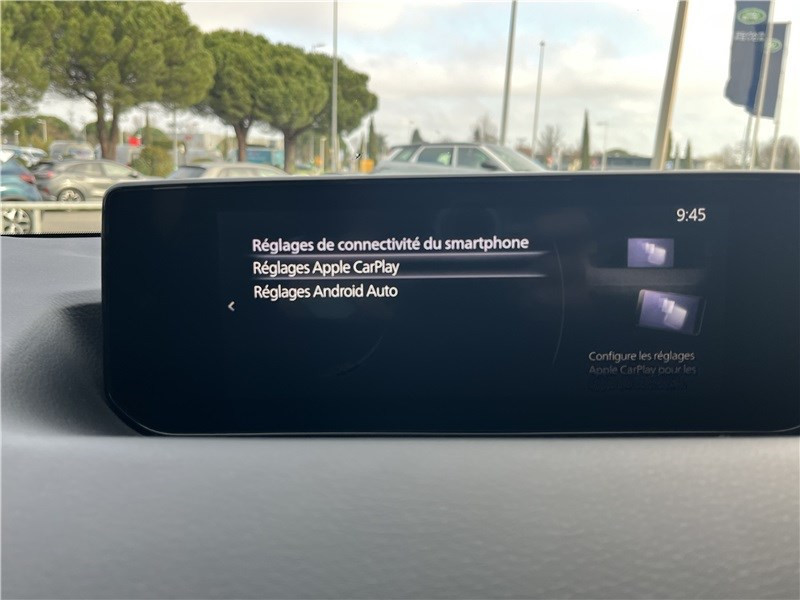 9:45
Réglages de connectivité du smartphone
Réglages Apple CarPlay
Réglages Android Auto
Configure les réglages
Apple CarPlay pour les